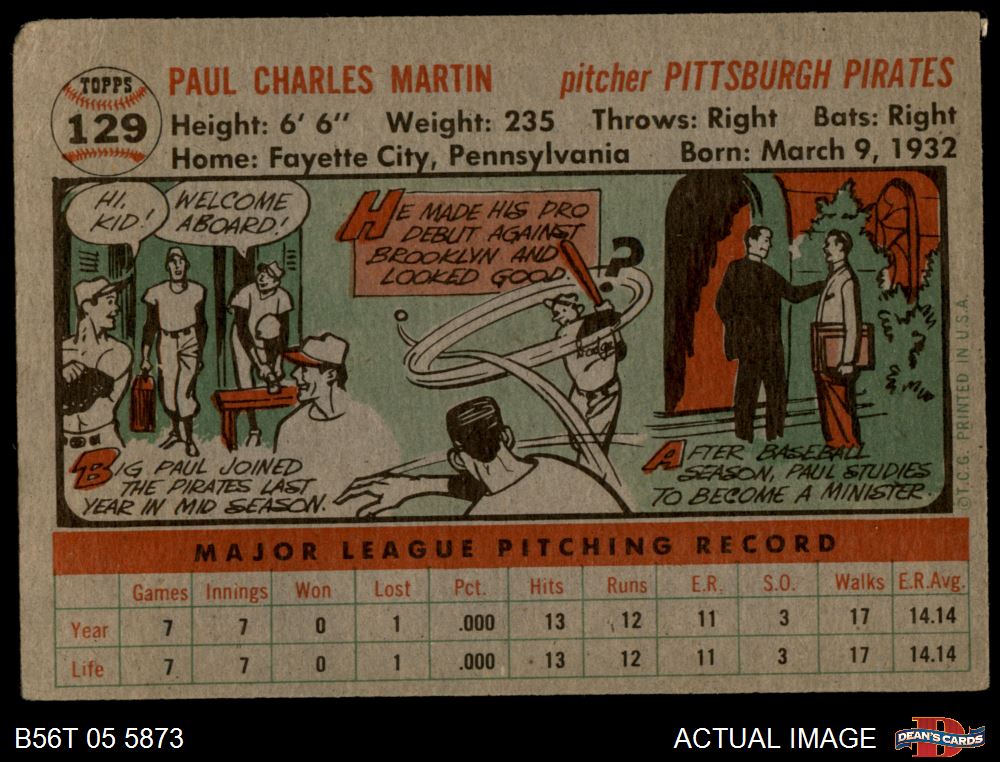 TOPPS
129
PAUL CHARLES MARTIN pitcher PITTSBURGH PIRATES
Height: 6' 6" Weight: 235 Throws: Right Bats: Right
Home: Fayette City, Pennsylvania Born: March 9, 1932
HI, KID!
WELCOME
ABOARD!
BIG PAUL JOINED
THE PIRATES LAST
YEAR IN MID SEASON.
HE MADE HIS PRO
DEBUT AGAINST
BROOKLYN AND
LOOKED GOOD.
?
Dodgers
AFTER BASEBALL
SEASON, PAUL STUDIES
TO BECOME A MINISTER.
©T.C.G. PRINTED IN U.S.A.
MAJOR LEAGUE PITCHING RECORD
Games Innings Won Lost Pct. Hits Runs E.R. S.O. Walks E.R.Avg.
Year 7 7 0 1 .000 13 12 11 3 17 14.14
Life 7 7 0 1 .000 13 12 11 3 17 14.14
B56T 05 5873
ACTUAL IMAGE
DEAN'S CARDS